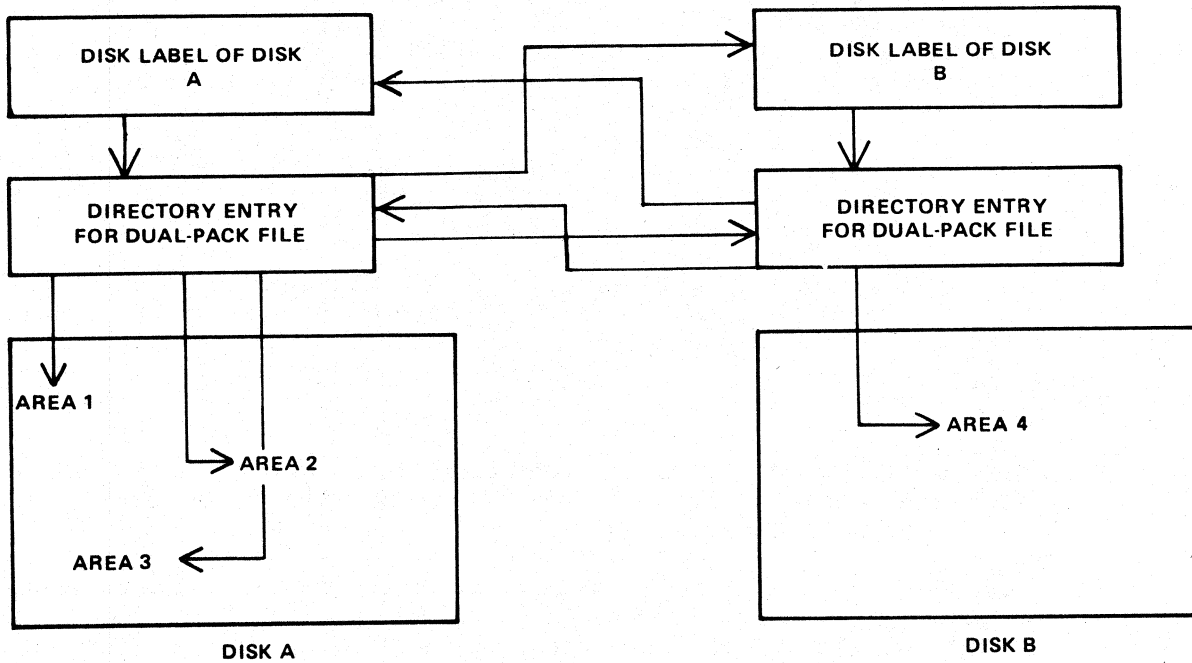 DISK LABEL OF DISK
A
DISK LABEL OF DISK
B
DIRECTORY ENTRY
FOR DUAL-PACK FILE
DIRECTORY ENTRY
FOR DUAL-PACK FILE
AREA 1
AREA 2
AREA 3
AREA 4
DISK A
DISK B